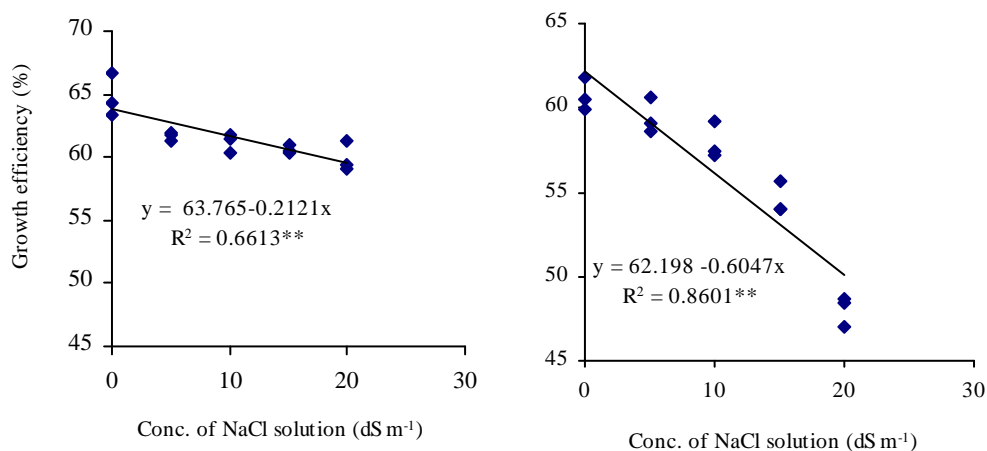 70
65
60
55
50
45
Growth efficiency (%)
y = 63.765-0.2121x
R² = 0.6613**
0 10 20 30
Conc. of NaCl solution (dS m⁻¹)
65
60
55
50
45
y = 62.198 -0.6047x
R² = 0.8601**
0 10 20 30
Conc. of NaCl solution (dS m⁻¹)